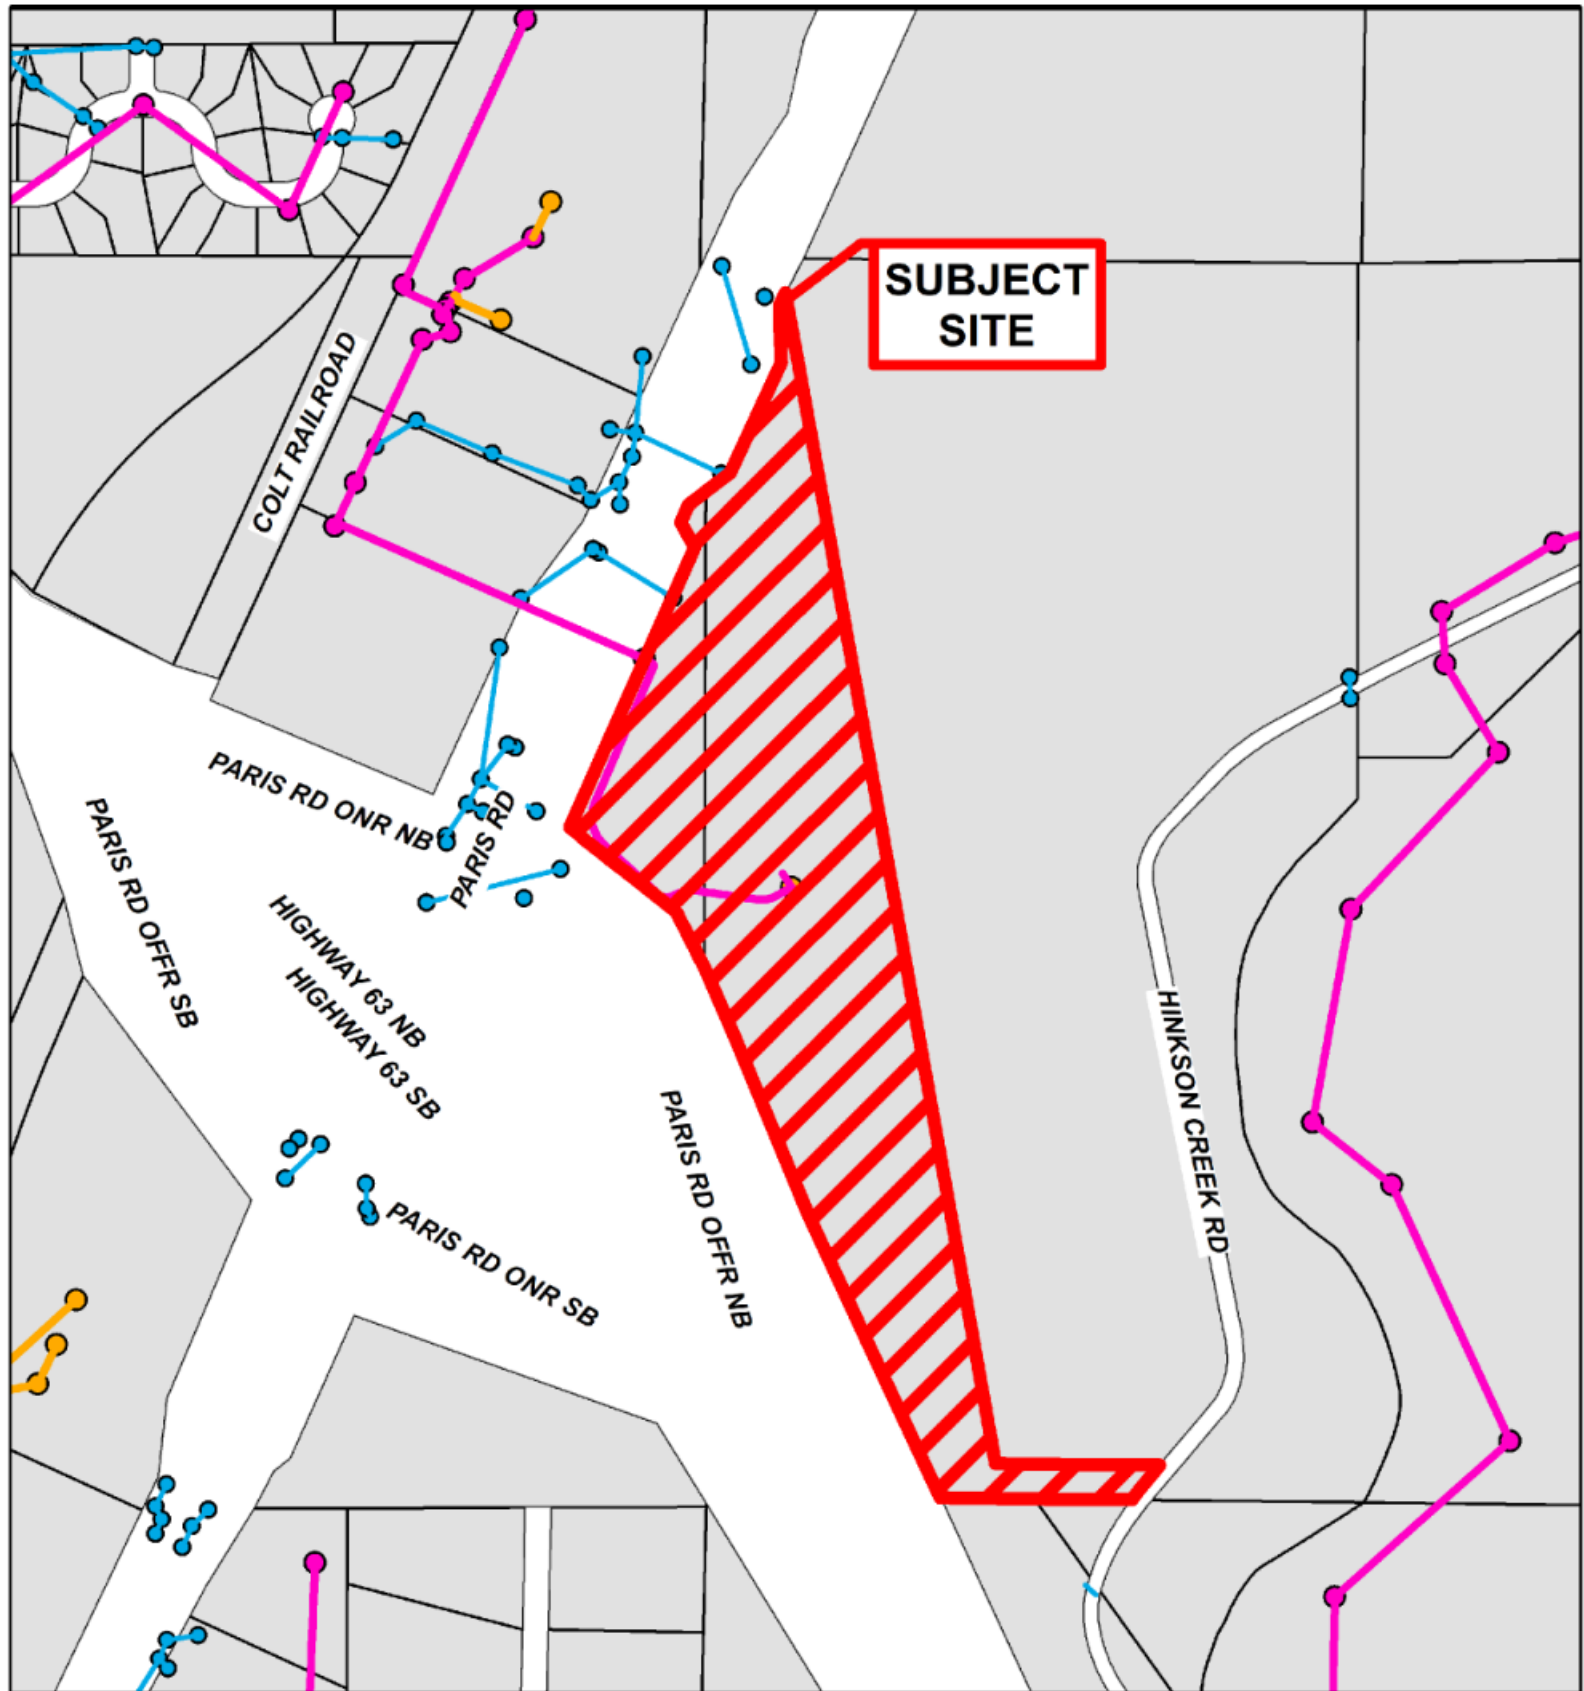 SUBJECT
SITE
COLT RAILROAD
PARIS RD ONR NB
PARIS RD
PARIS RD OFFR SB
HIGHWAY 63 NB
HIGHWAY 63 SB
HINKSON CREEK RD
PARIS RD OFFR NB
PARIS RD ONR SB